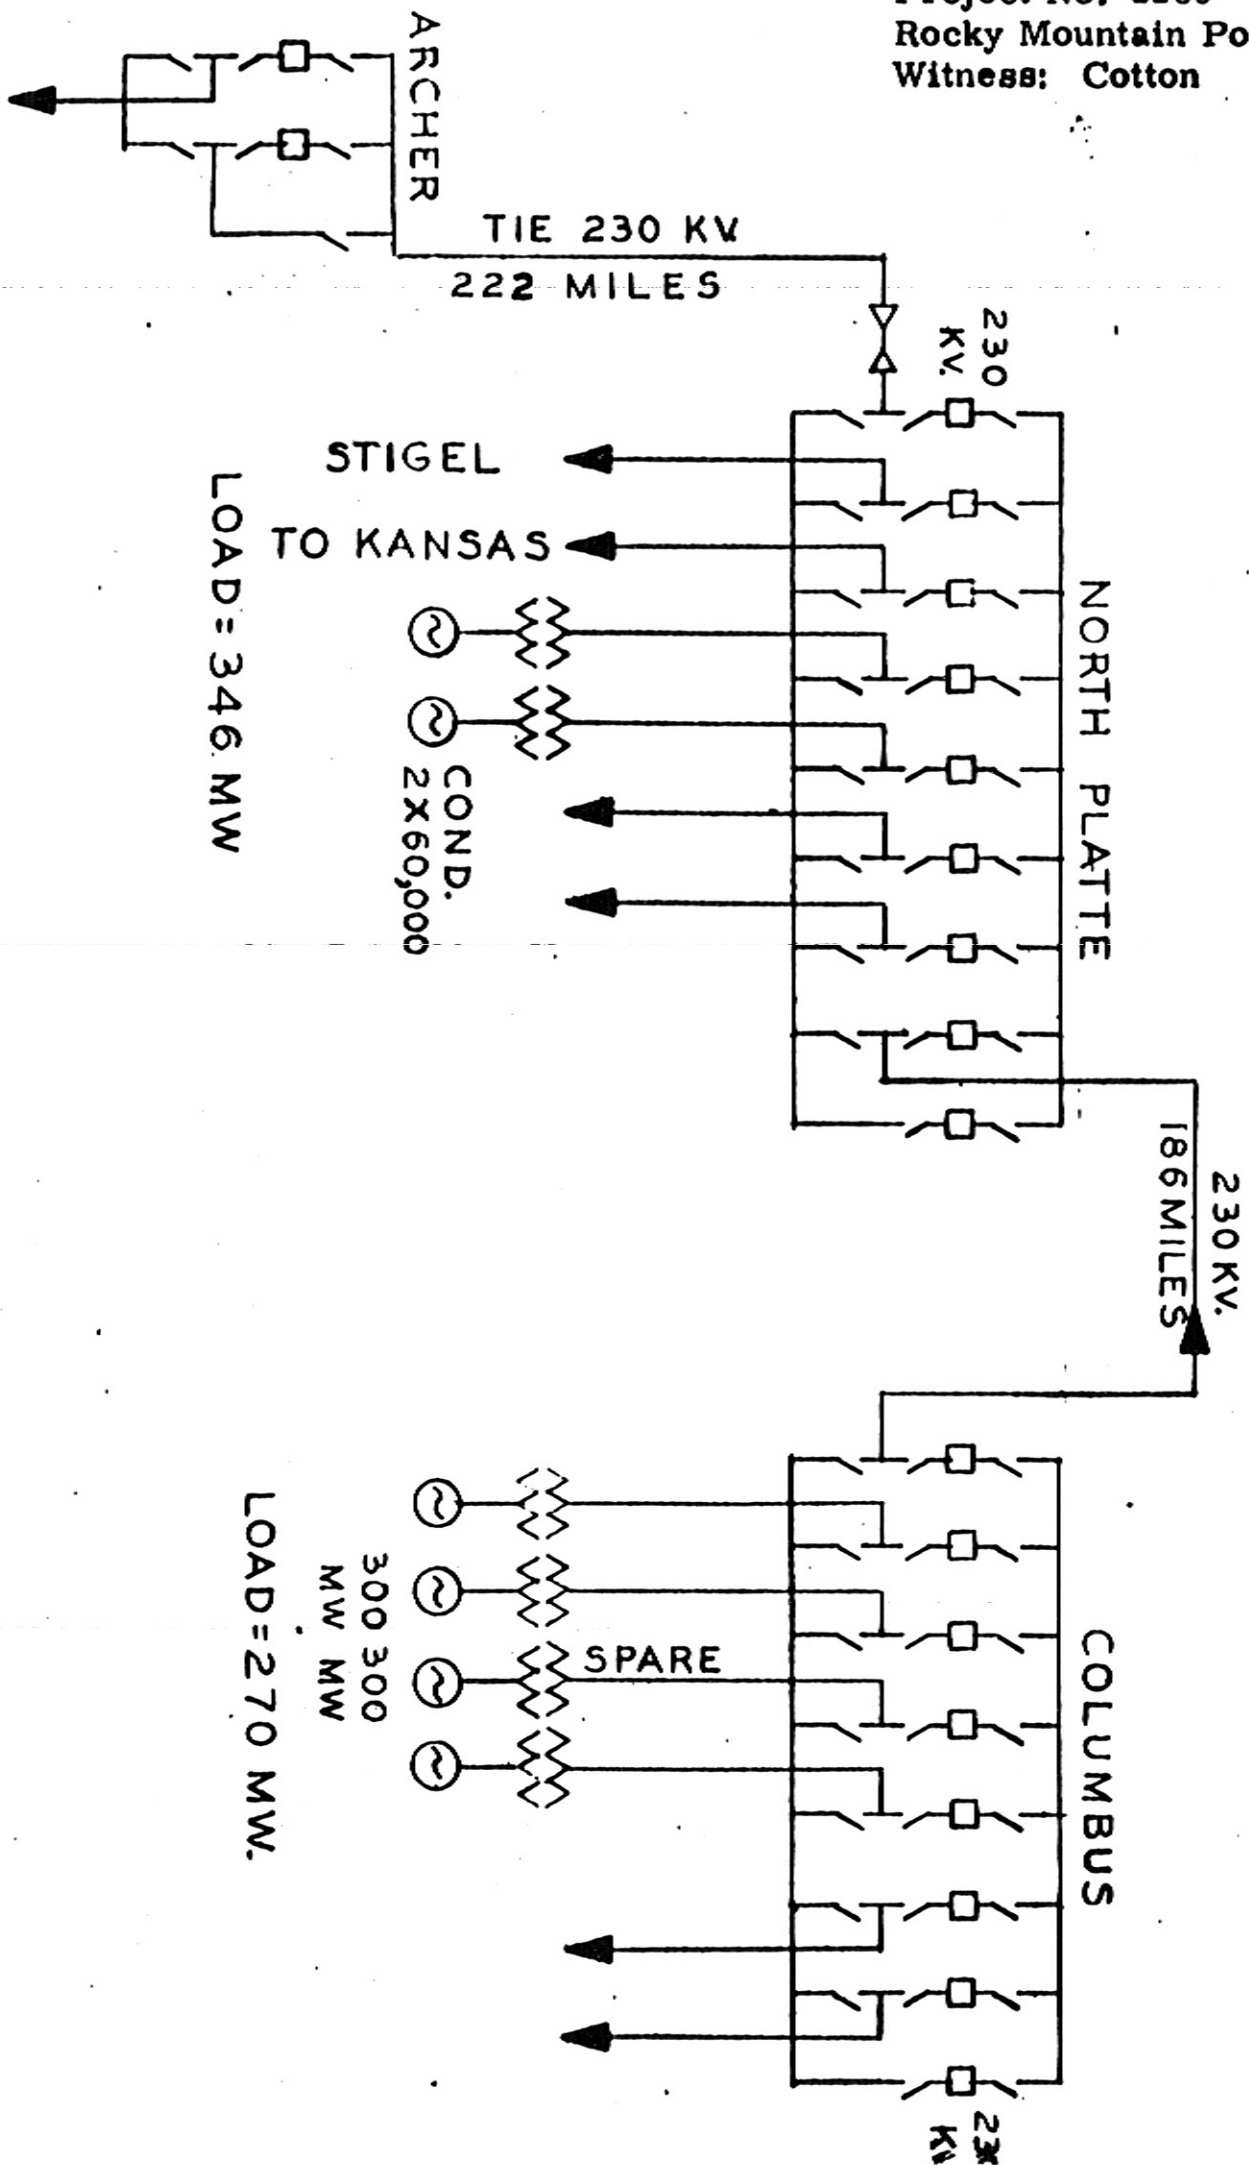 Rocky Mountain Po
Witness: Cotton
ARCHER
TIE 230 KV.
222 MILES
230
KV.
STIGEL
TO KANSAS
NORTH PLATTE
COND.
2X60,000
LOAD = 346 MW
230 KV.
186 MILES
COLUMBUS
SPARE
300 300
MW MW
LOAD = 270 MW.